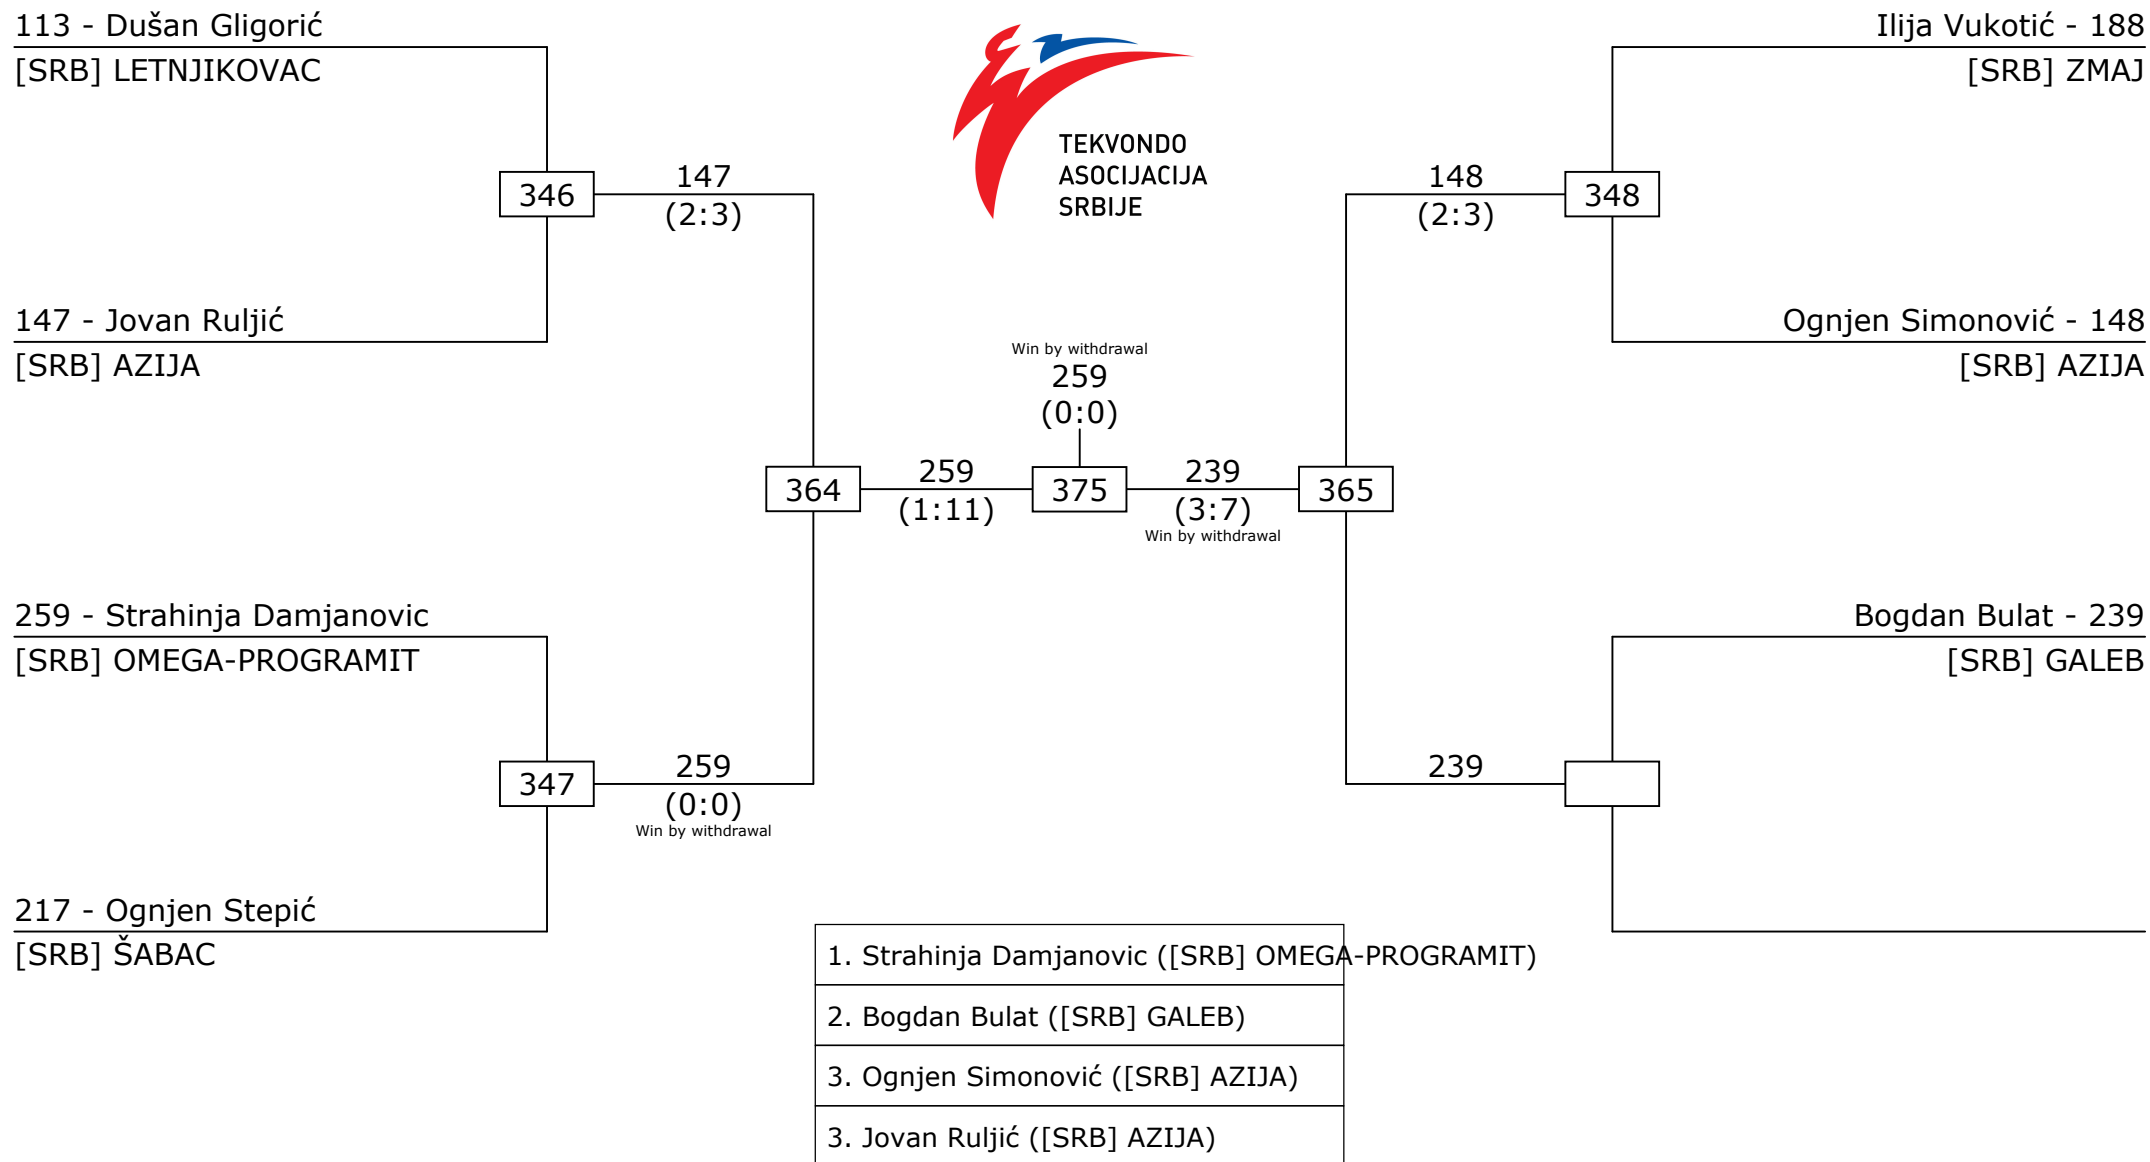 113 - Dušan Gligorić
[SRB] LETNJIKOVAC
346
147
(2:3)
147 - Jovan Ruljić
[SRB] AZIJA
259 - Strahinja Damjanovic
[SRB] OMEGA-PROGRAMIT
347
259
(0:0)
Win by withdrawal
217 - Ognjen Stepić
[SRB] ŠABAC
364
259
(1:11)
TEKVONDO
ASOCIJACIJA
SRBIJE
Win by withdrawal
259
(0:0)
375
239
(3:7)
Win by withdrawal
365
Ilija Vukotić - 188
[SRB] ZMAJ
148
(2:3)
348
Ognjen Simonović - 148
[SRB] AZIJA
Bogdan Bulat - 239
[SRB] GALEB
239
1. Strahinja Damjanovic ([SRB] OMEGA-PROGRAMIT)
2. Bogdan Bulat ([SRB] GALEB)
3. Ognjen Simonović ([SRB] AZIJA)
3. Jovan Ruljić ([SRB] AZIJA)